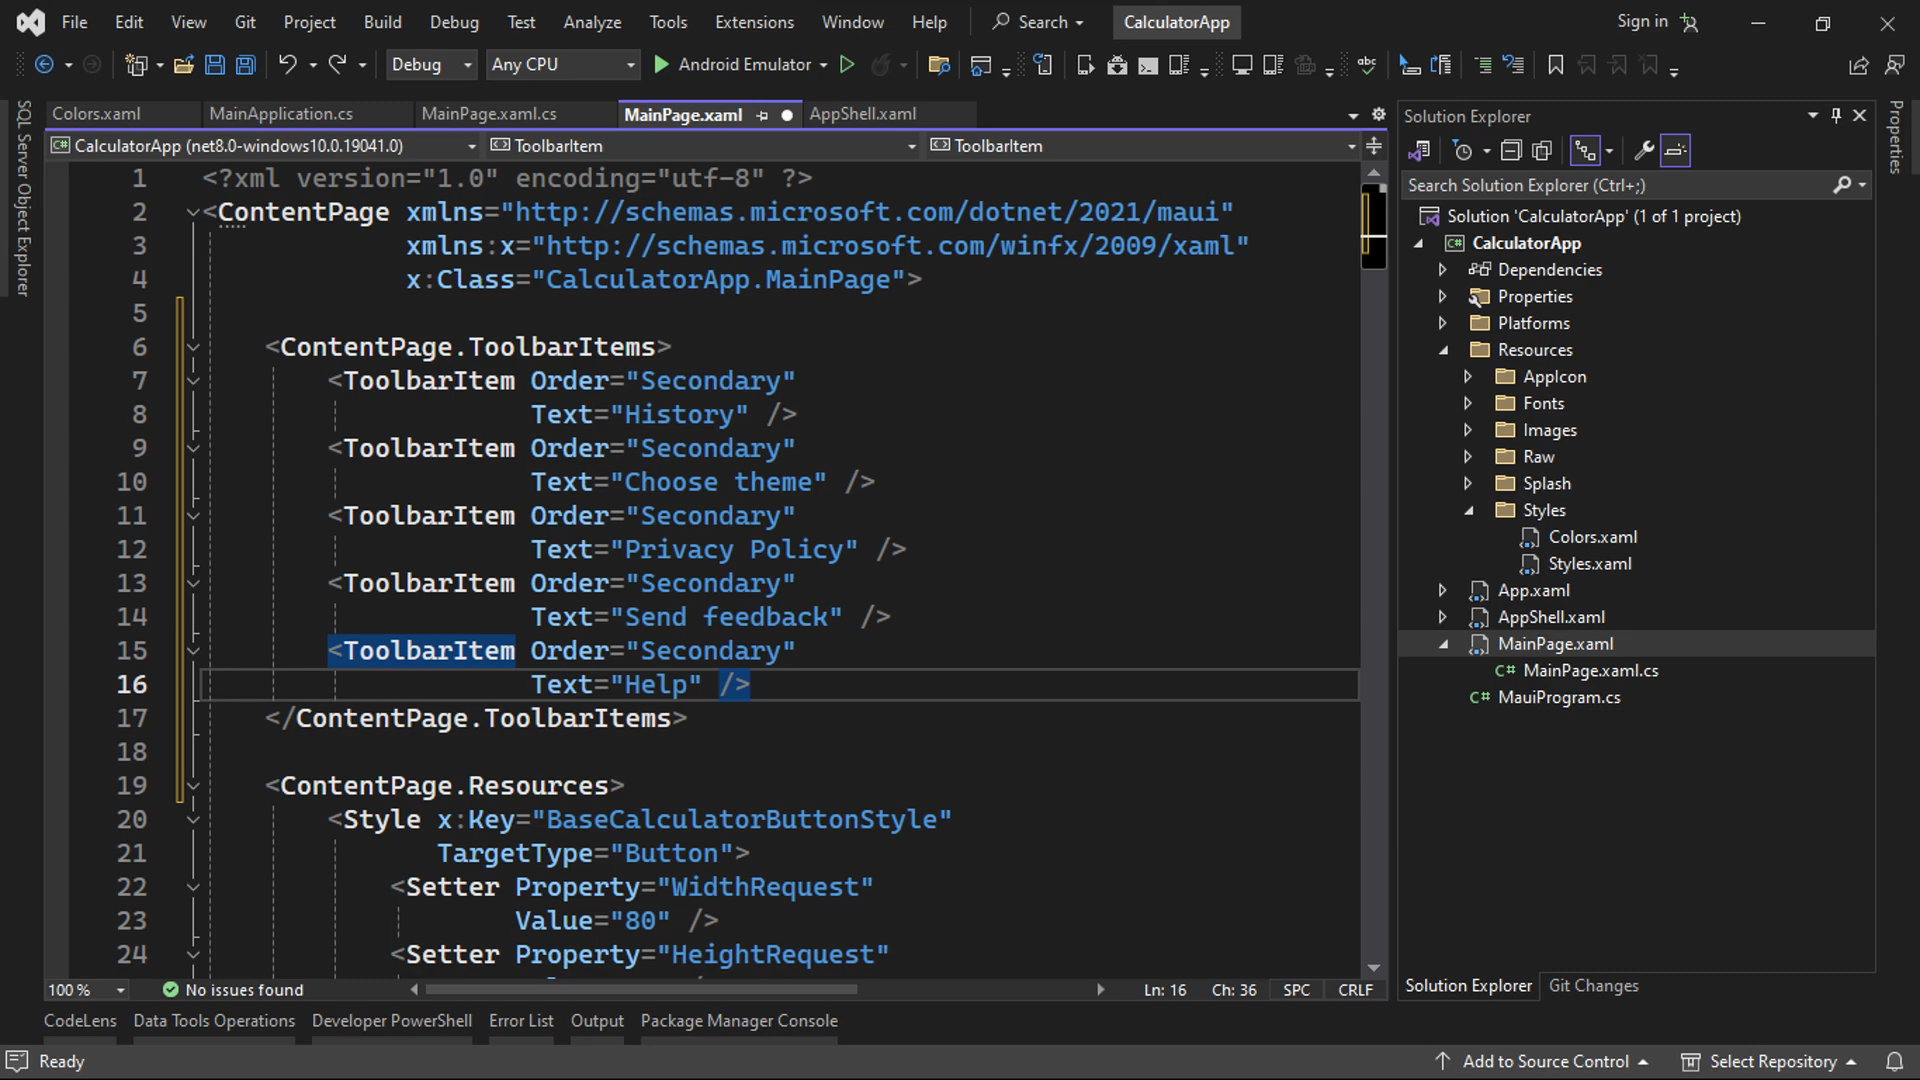 File Edit View Git Project Build Debug Test Analyze Tools Extensions Window Help Search CalculatorApp Sign in
Debug Any CPU Android Emulator
Colors.xaml MainApplication.cs MainPage.xaml.cs MainPage.xaml AppShell.xaml
CalculatorApp (net8.0-windows10.0.19041.0) ToolbarItem ToolbarItem
SQL Server Object Explorer
1 <?xml version="1.0" encoding="utf-8" ?>
2 <ContentPage xmlns="http://schemas.microsoft.com/dotnet/2021/maui"
3 xmlns:x="http://schemas.microsoft.com/winfx/2009/xaml"
4 x:Class="CalculatorApp.MainPage">
5
6 <ContentPage.ToolbarItems>
7 <ToolbarItem Order="Secondary"
8 Text="History" />
9 <ToolbarItem Order="Secondary"
10 Text="Choose theme" />
11 <ToolbarItem Order="Secondary"
12 Text="Privacy Policy" />
13 <ToolbarItem Order="Secondary"
14 Text="Send feedback" />
15 <ToolbarItem Order="Secondary"
16 Text="Help" />
17 </ContentPage.ToolbarItems>
18
19 <ContentPage.Resources>
20 <Style x:Key="BaseCalculatorButtonStyle"
21 TargetType="Button">
22 <Setter Property="WidthRequest"
23 Value="80" />
24 <Setter Property="HeightRequest"
100 % No issues found Ln: 16 Ch: 36 SPC CRLF
Solution Explorer
Search Solution Explorer (Ctrl+;)
Solution 'CalculatorApp' (1 of 1 project)
CalculatorApp
Dependencies
Properties
Platforms
Resources
AppIcon
Fonts
Images
Raw
Splash
Styles
Colors.xaml
Styles.xaml
App.xaml
AppShell.xaml
MainPage.xaml
C# MainPage.xaml.cs
C# MauiProgram.cs
Solution Explorer Git Changes
Properties
CodeLens Data Tools Operations Developer PowerShell Error List Output Package Manager Console
Ready Add to Source Control Select Repository